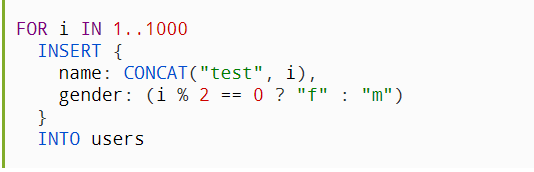 FOR i IN 1..1000
  INSERT {
    name: CONCAT("test", i),
    gender: (i % 2 == 0 ? "f" : "m")
  }
  INTO users